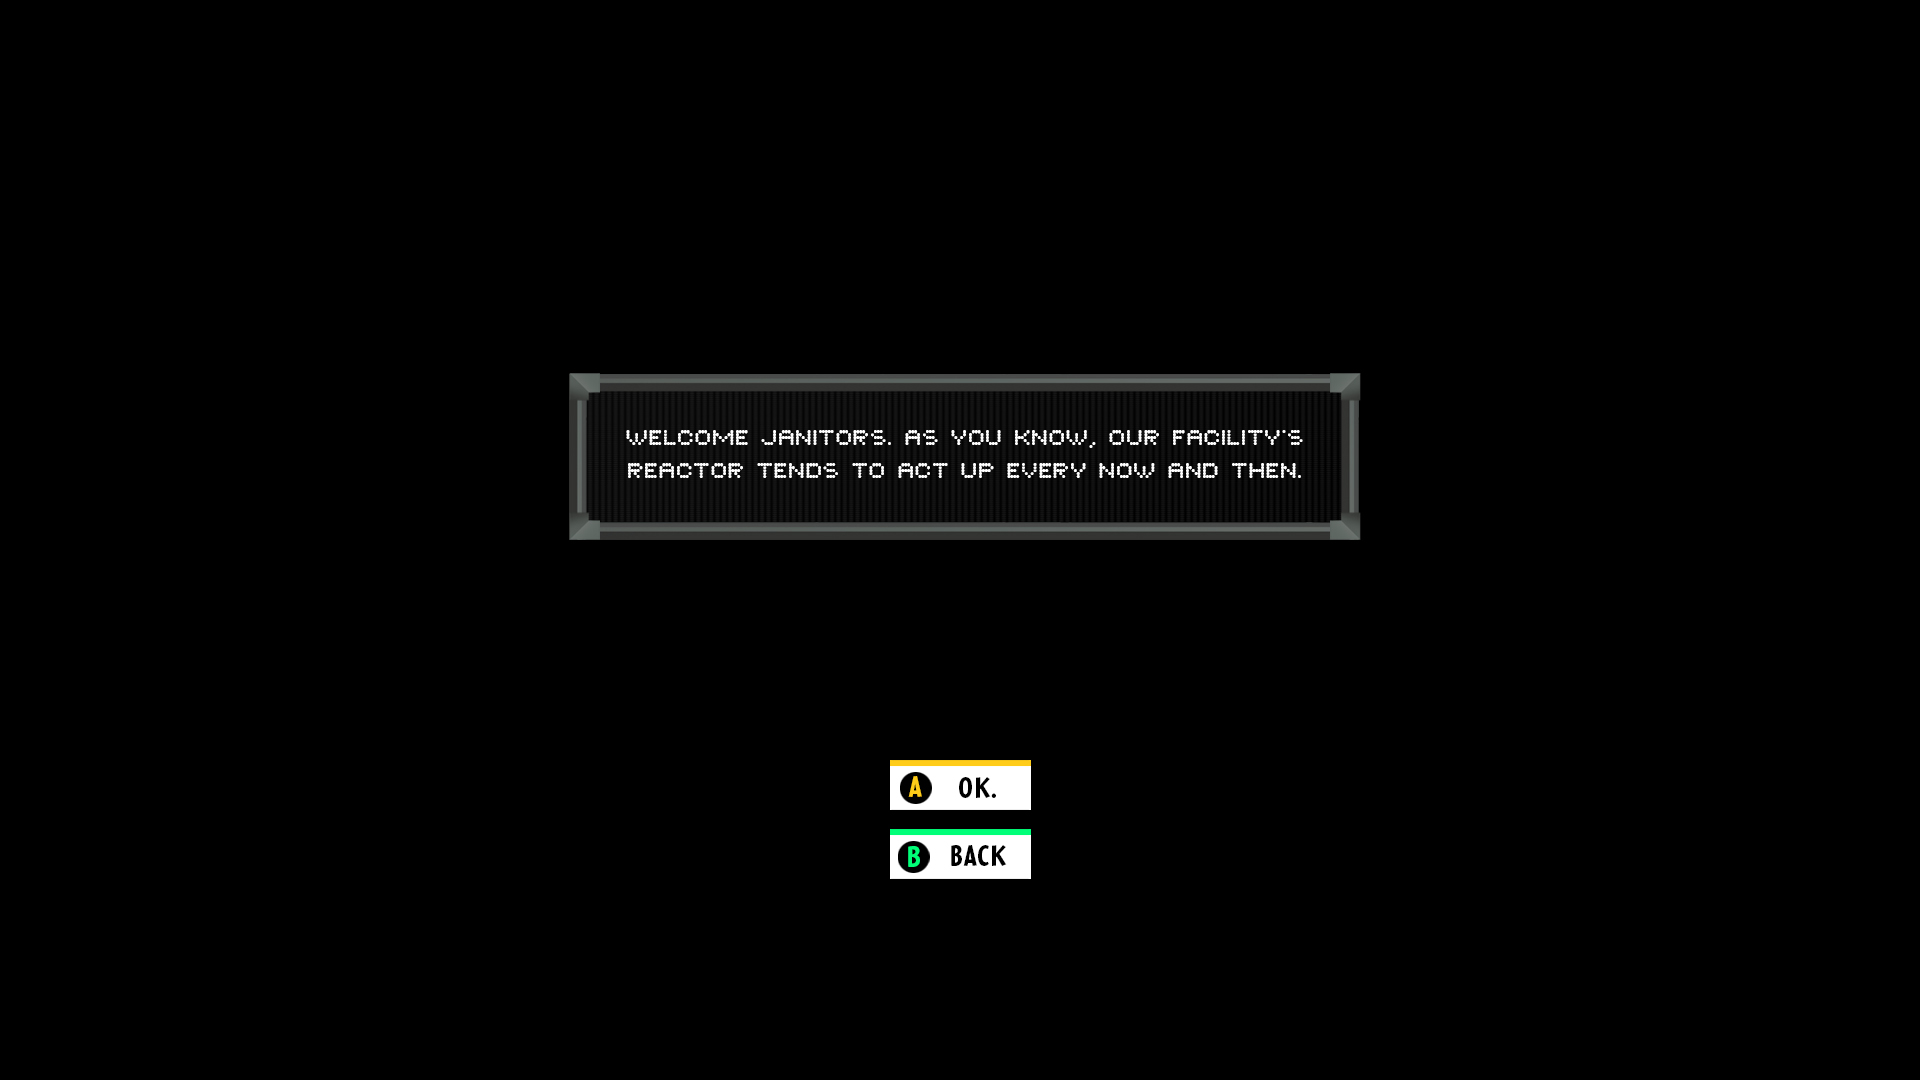 WELCOME JANITORS. AS YOU KNOW, OUR FACILITY'S
REACTOR TENDS TO ACT UP EVERY NOW AND THEN.
A OK.
B BACK